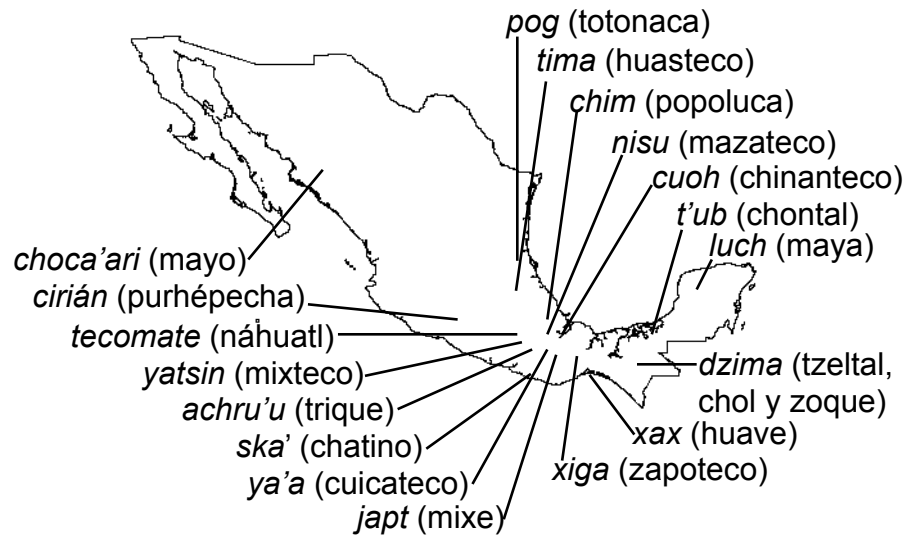 pog (totonaca)
tima (huasteco)
chim (popoluca)
nisu (mazateco)
cuoh (chinanteco)
t'ub (chontal)
luch (maya)
choca'ari (mayo)
cirián (purhépecha)
tecomate (náhuatl)
yatsin (mixteco)
achru'u (trique)
ska' (chatino)
ya'a (cuicateco)
japt (mixe)
dzima (tzeltal,
chol y zoque)
xax (huave)
xiga (zapoteco)